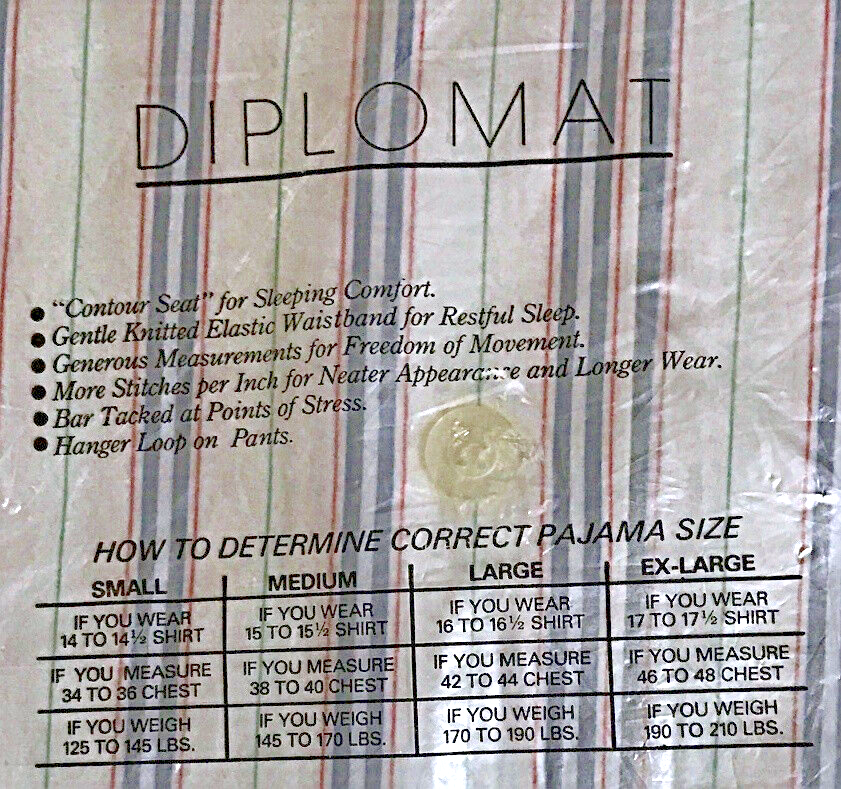 DIPLOMAT
● "Contour Seat" for Sleeping Comfort.
● Gentle Knitted Elastic Waistband for Restful Sleep.
● Generous Measurements for Freedom of Movement.
● More Stitches per Inch for Neater Appearance and Longer Wear.
● Bar Tacked at Points of Stress.
● Hanger Loop on Pants.
HOW TO DETERMINE CORRECT PAJAMA SIZE
SMALL MEDIUM LARGE EX-LARGE
IF YOU WEAR IF YOU WEAR IF YOU WEAR IF YOU WEAR
14 TO 14½ SHIRT 15 TO 15½ SHIRT 16 TO 16½ SHIRT 17 TO 17½ SHIRT
IF YOU MEASURE IF YOU MEASURE IF YOU MEASURE IF YOU MEASURE
34 TO 36 CHEST 38 TO 40 CHEST 42 TO 44 CHEST 46 TO 48 CHEST
IF YOU WEIGH IF YOU WEIGH IF YOU WEIGH IF YOU WEIGH
125 TO 145 LBS. 145 TO 170 LBS. 170 TO 190 LBS. 190 TO 210 LBS.